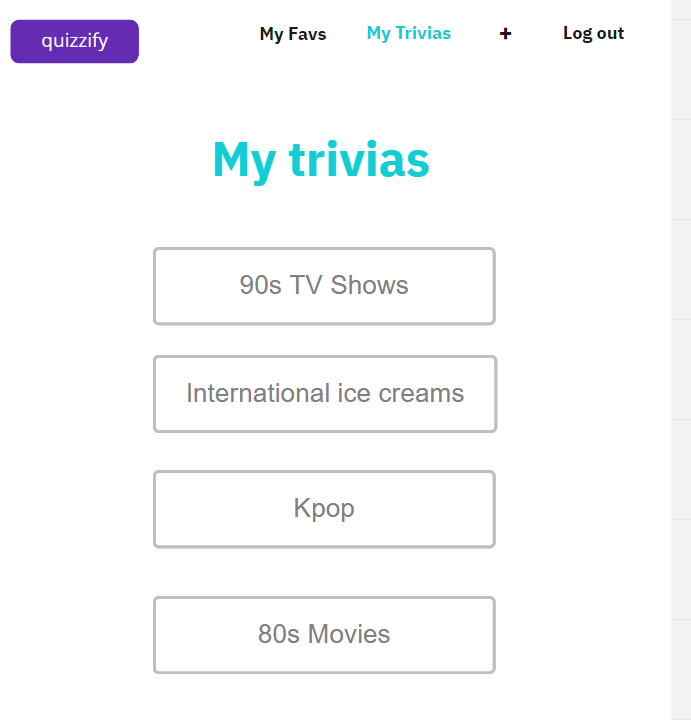 quizzify
My Favs My Trivias + Log out
My trivias
90s TV Shows
International ice creams
Kpop
80s Movies